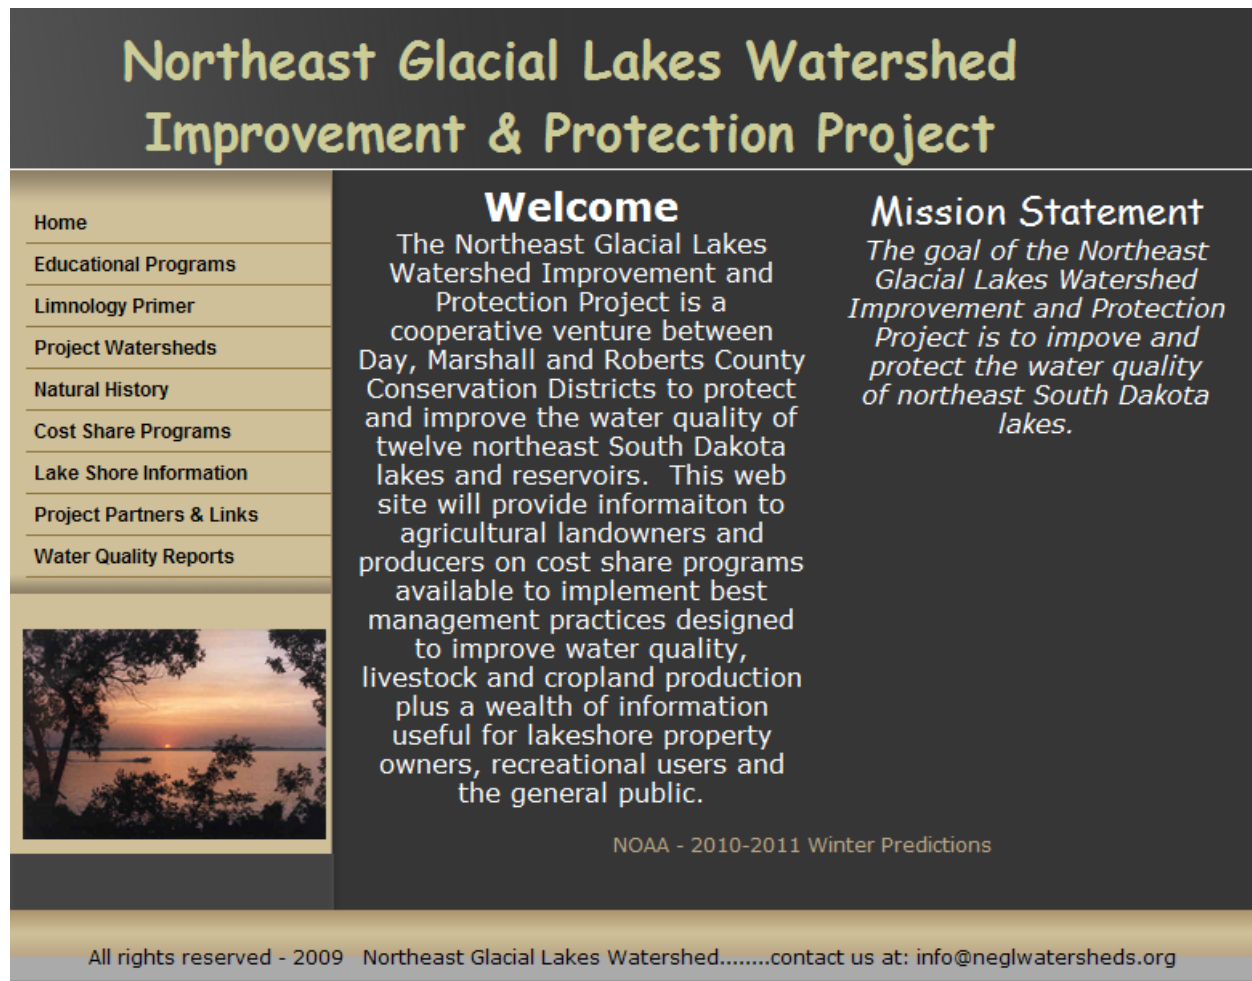 Northeast Glacial Lakes Watershed
Improvement & Protection Project
Home
Educational Programs
Limnology Primer
Project Watersheds
Natural History
Cost Share Programs
Lake Shore Information
Project Partners & Links
Water Quality Reports
Welcome
The Northeast Glacial Lakes
Watershed Improvement and
Protection Project is a
cooperative venture between
Day, Marshall and Roberts County
Conservation Districts to protect
and improve the water quality of
twelve northeast South Dakota
lakes and reservoirs.  This web
site will provide informaiton to
agricultural landowners and
producers on cost share programs
available to implement best
management practices designed
to improve water quality,
livestock and cropland production
plus a wealth of information
useful for lakeshore property
owners, recreational users and
the general public.
Mission Statement
The goal of the Northeast
Glacial Lakes Watershed
Improvement and Protection
Project is to impove and
protect the water quality
of northeast South Dakota
lakes.
NOAA - 2010-2011 Winter Predictions
All rights reserved - 2009   Northeast Glacial Lakes Watershed........contact us at: info@neglwatersheds.org